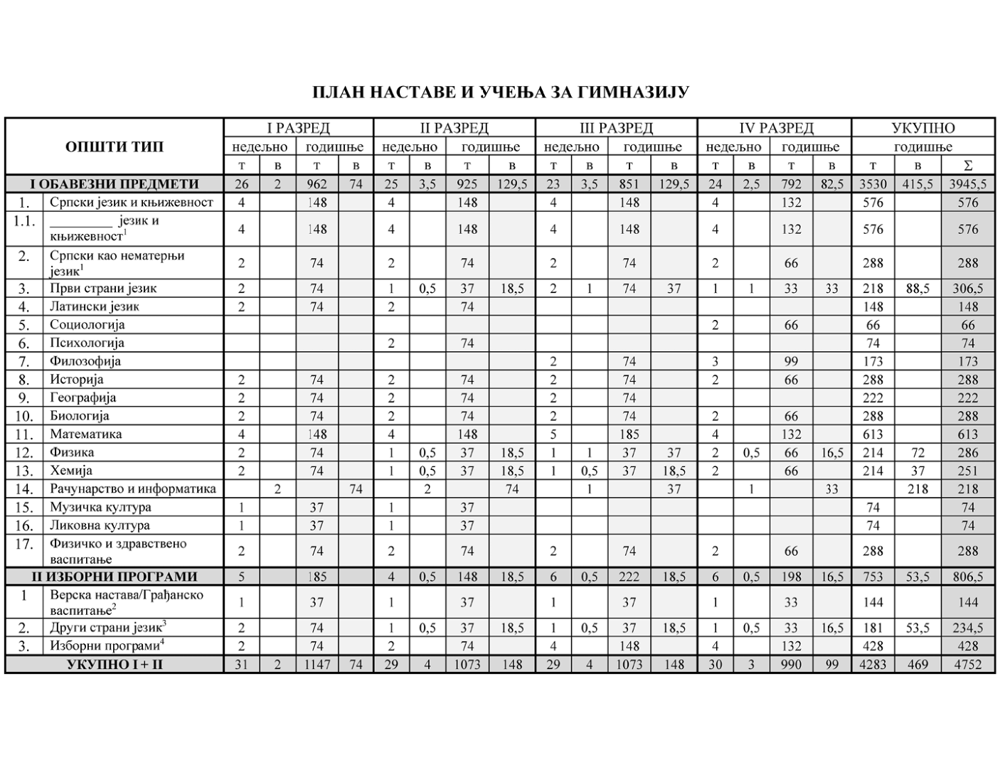 ПЛАН НАСТАВЕ И УЧЕЊА ЗА ГИМНАЗИЈУ
ОПШТИ ТИП I РАЗРЕД II РАЗРЕД III РАЗРЕД IV РАЗРЕД УКУПНО
недељно годишње недељно годишње недељно годишње недељно годишње годишње
т в т в т в т в т в т в т в т в т в Σ
I ОБАВЕЗНИ ПРЕДМЕТИ 26 2 962 74 25 3,5 925 129,5 23 3,5 851 129,5 24 2,5 792 82,5 3530 415,5 3945,5
1. Српски језик и књижевност 4 148 4 148 4 148 4 132 576 576
1.1. _________ језик и
књижевност1 4 148 4 148 4 148 4 132 576 576
2. Српски као нематерњи
језик1 2 74 2 74 2 74 2 66 288 288
3. Први страни језик 2 74 1 0,5 37 18,5 2 1 74 37 1 1 33 33 218 88,5 306,5
4. Латински језик 2 74 2 74 148 148
5. Социологија 2 66 66 66
6. Психологија 2 74 74 74
7. Филозофија 2 74 3 99 173 173
8. Историја 2 74 2 74 2 74 2 66 288 288
9. Географија 2 74 2 74 2 74 222 222
10. Биологија 2 74 2 74 2 74 2 66 288 288
11. Математика 4 148 4 148 5 185 4 132 613 613
12. Физика 2 74 1 0,5 37 18,5 1 1 37 37 2 0,5 66 16,5 214 72 286
13. Хемија 2 74 1 0,5 37 18,5 1 0,5 37 18,5 2 66 214 37 251
14. Рачунарство и информатика 2 74 2 74 1 37 1 33 218 218
15. Музичка култура 1 37 1 37 74 74
16. Ликовна култура 1 37 1 37 74 74
17. Физичко и здравствено
васпитање 2 74 2 74 2 74 2 66 288 288
II ИЗБОРНИ ПРОГРАМИ 5 185 4 0,5 148 18,5 6 0,5 222 18,5 6 0,5 198 16,5 753 53,5 806,5
1 Верска настава/Грађанско
васпитање2 1 37 1 37 1 37 1 33 144 144
2. Други страни језик3 2 74 1 0,5 37 18,5 1 0,5 37 18,5 1 0,5 33 16,5 181 53,5 234,5
3. Изборни програми4 2 74 2 74 4 148 4 132 428 428
УКУПНО I + II 31 2 1147 74 29 4 1073 148 29 4 1073 148 30 3 990 99 4283 469 4752